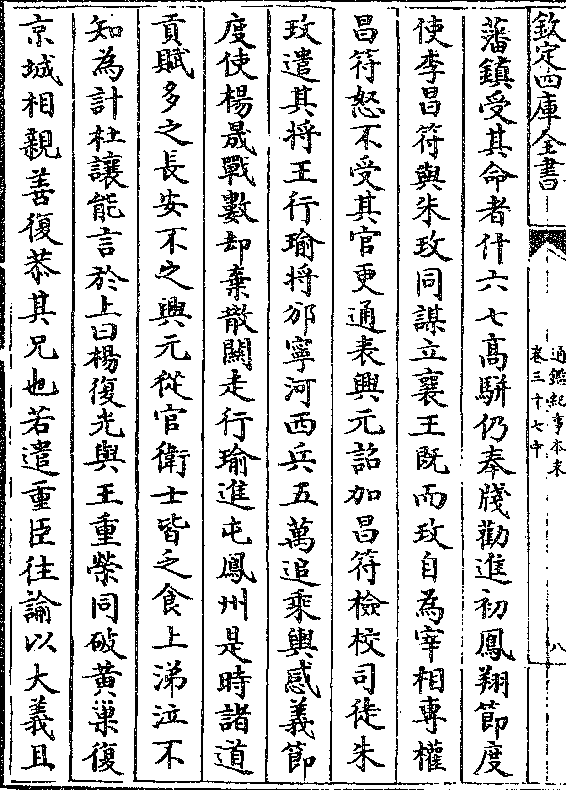 欽定四庫全書
通鑑紀事本末
卷三十七中
八
藩鎮受其命者什六七高駢仍奉牋勸進初鳳翔節度
使李昌符與朱玫同謀立襄王既而玫自為宰相專權
昌符怒不受其官更通表興元詔加昌符檢校司徒朱
玫遣其將王行瑜將邠寧河西兵五萬追乘輿感義節
度使楊晟戰數却棄散關走行瑜進屯鳳州是時諸道
貢賦多之長安不之興元從官衛士皆乏食上涕泣不
知為計杜讓能言於上曰楊復光與王重榮同破黃巢復
京城相親善復恭其兄也若遣重臣往諭以大義且